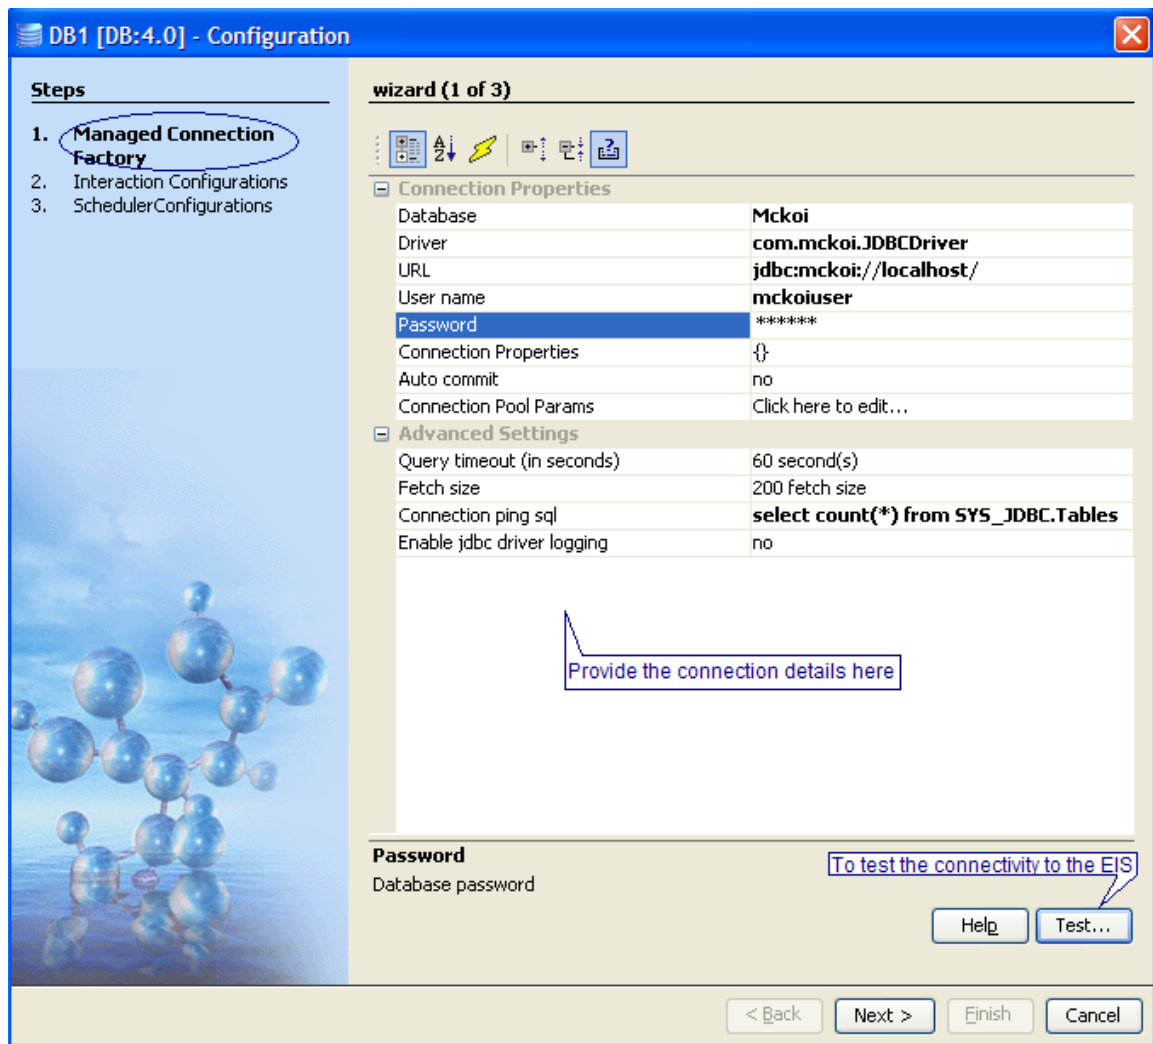 DB1 [DB:4.0] - Configuration
Steps
1. Managed Connection
Factory
2. Interaction Configurations
3. SchedulerConfigurations
wizard (1 of 3)
Connection Properties
Database Mckoi
Driver com.mckoi.JDBCDriver
URL jdbc:mckoi://localhost/
User name mckoiuser
Password ******
Connection Properties {}
Auto commit no
Connection Pool Params Click here to edit...
Advanced Settings
Query timeout (in seconds) 60 second(s)
Fetch size 200 fetch size
Connection ping sql select count(*) from SYS_JDBC.Tables
Enable jdbc driver logging no
Provide the connection details here
Password
Database password
To test the connectivity to the EIS
Help Test...
< Back Next > Finish Cancel